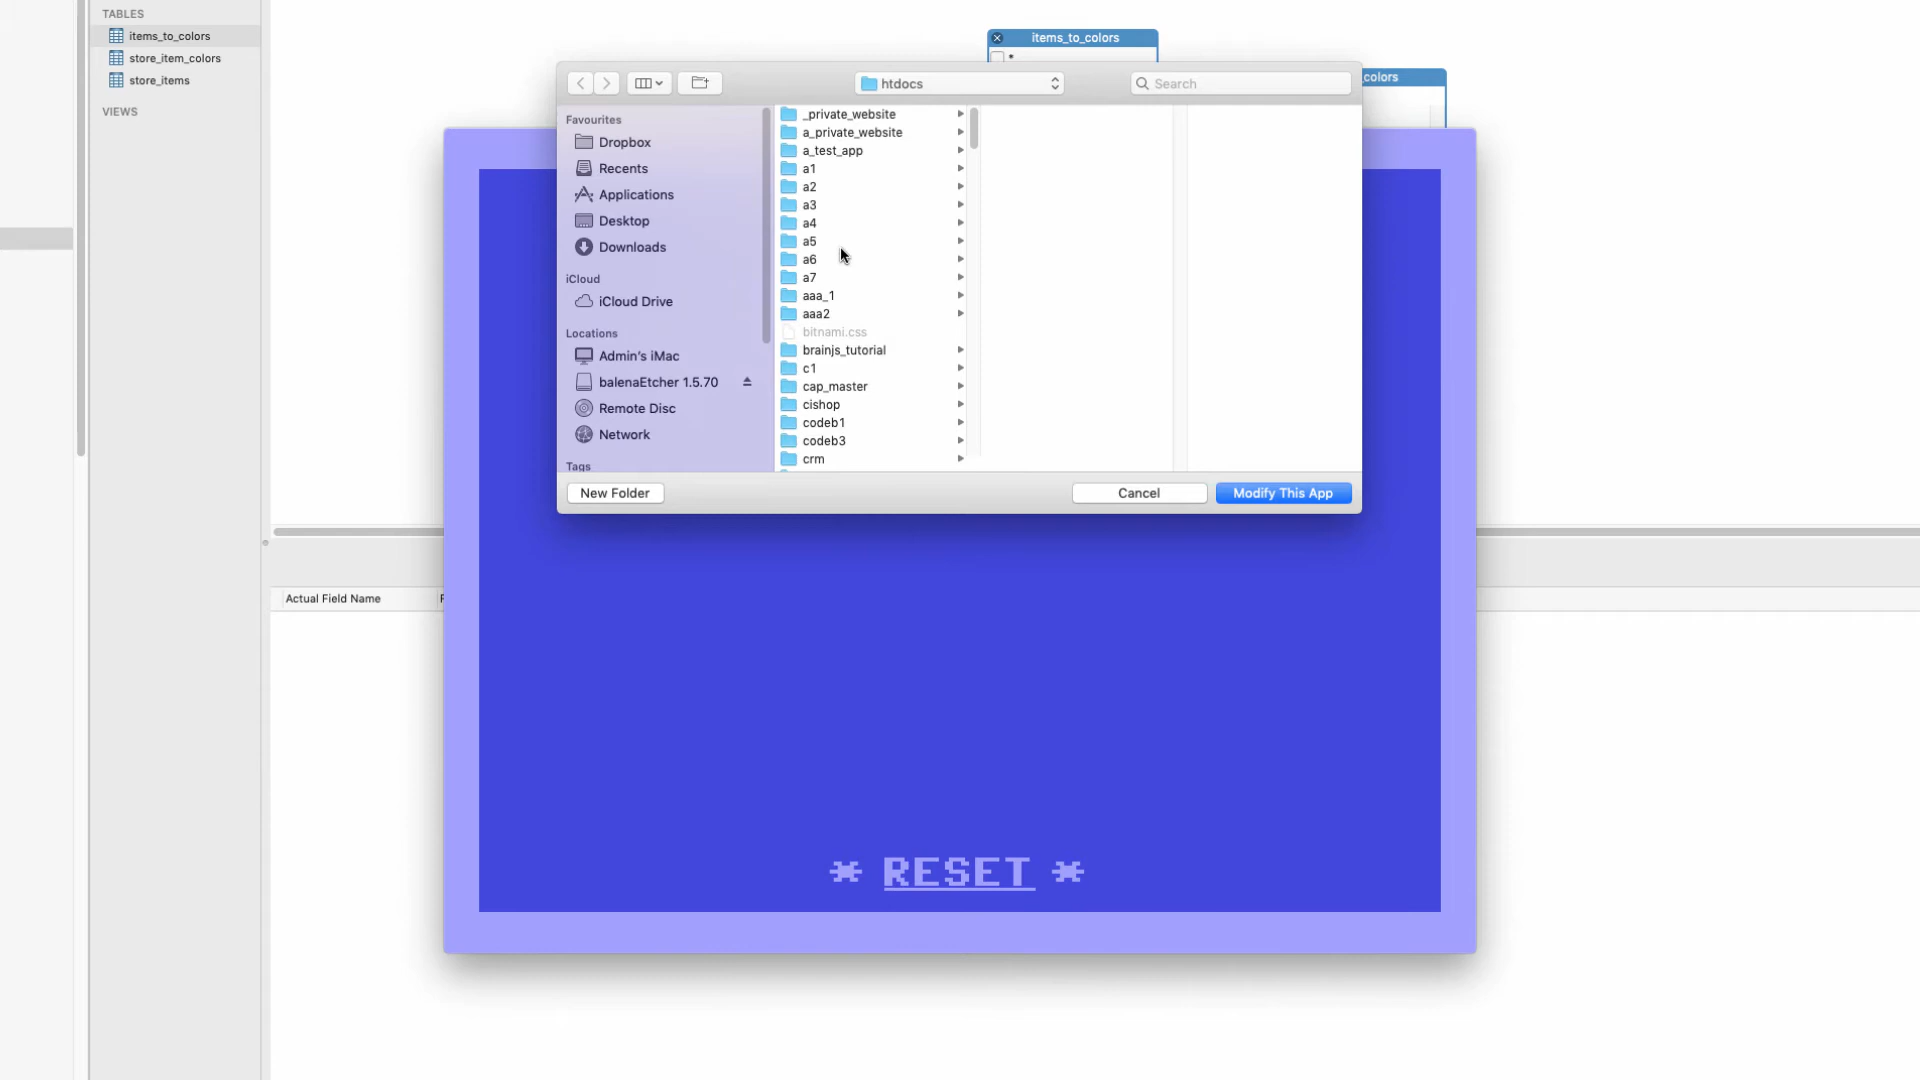 TABLES
items_to_colors
store_item_colors
store_items
VIEWS
items_to_colors
*
colors
htdocs
Search
Favourites
Dropbox
Recents
Applications
Desktop
Downloads
iCloud
iCloud Drive
Locations
Admin's iMac
balenaEtcher 1.5.70
Remote Disc
Network
Tags
_private_website
a_private_website
a_test_app
a1
a2
a3
a4
a5
a6
a7
aaa_1
aaa2
bitnami.css
brainjs_tutorial
c1
cap_master
cishop
codeb1
codeb3
crm
New Folder
Cancel
Modify This App
Actual Field Name
* RESET *